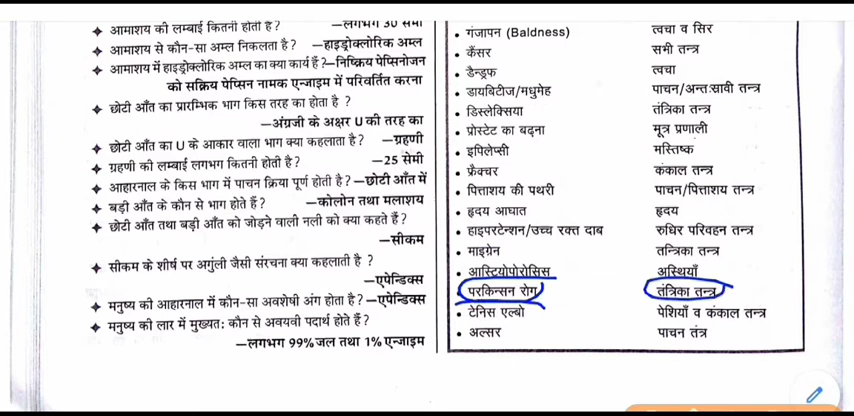 ✦ आमाशय की लम्बाई कितनी होती है ? —लगभग 30 सेमी
✦ आमाशय से कौन-सा अम्ल निकलता है ? —हाइड्रोक्लोरिक अम्ल
✦ आमाशय में हाइड्रोक्लोरिक अम्ल का क्या कार्य है ?—निष्क्रिय पेप्सिनोजन
को सक्रिय पेप्सिन नामक एन्जाइम में परिवर्तित करना
✦ छोटी आँत का प्रारम्भिक भाग किस तरह का होता है ?
—अंग्रजी के अक्षर U की तरह का
✦ छोटी आँत का U के आकार वाला भाग क्या कहलाता है ? —ग्रहणी
✦ ग्रहणी की लम्बाई लगभग कितनी होती है ? —25 सेमी
✦ आहारनाल के किस भाग में पाचन क्रिया पूर्ण होती है ? —छोटी आँत में
✦ बड़ी आँत के कौन से भाग होते हैं ? —कोलोन तथा मलाशय
✦ छोटी आँत तथा बड़ी आँत को जोड़ने वाली नली को क्या कहते हैं ?
—सीकम
✦ सीकम के शीर्ष पर अगुंली जैसी संरचना क्या कहलाती है ?
—एपेन्डिक्स
✦ मनुष्य की आहारनाल में कौन-सा अवशेषी अंग होता है ? —एपेन्डिक्स
✦ मनुष्य की लार में मुख्यत: कौन से अवयवी पदार्थ होते हैं ?
—लगभग 99% जल तथा 1% एन्जाइम
• गंजापन (Baldness) त्वचा व सिर
• कैंसर सभी तन्त्र
• डैन्ड्रफ त्वचा
• डायबिटीज/मधुमेह पाचन/अन्त:स्रावी तन्त्र
• डिस्लेक्सिया तंत्रिका तन्त्र
• प्रोस्टेट का बढ़ना मूत्र प्रणाली
• इपिलेप्सी मस्तिष्क
• फ्रैक्चर कंकाल तन्त्र
• पित्ताशय की पथरी पाचन/पित्ताशय तन्त्र
• हृदय आघात हृदय
• हाइपरटेन्शन/उच्च रक्त दाब रुधिर परिवहन तन्त्र
• माइग्रेन तन्त्रिका तन्त्र
• आस्टियोपोरोसिस अस्थियाँ
• परकिन्सन रोग तंत्रिका तन्त्र
• टेनिस एल्बो पेशियाँ व कंकाल तन्त्र
• अल्सर पाचन तंत्र